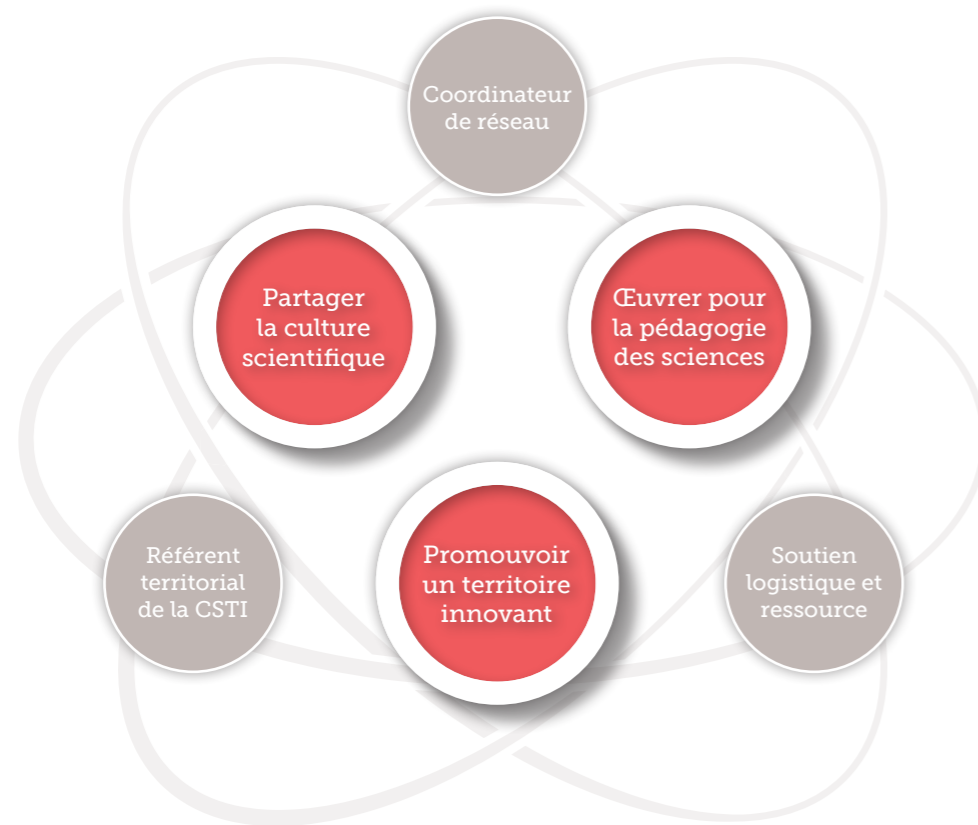 Coordinateur
de réseau
Partager
la culture
scientifique
Œuvrer pour
la pédagogie
des sciences
Référent
territorial
de la CSTI
Promouvoir
un territoire
innovant
Soutien
logistique et
ressource